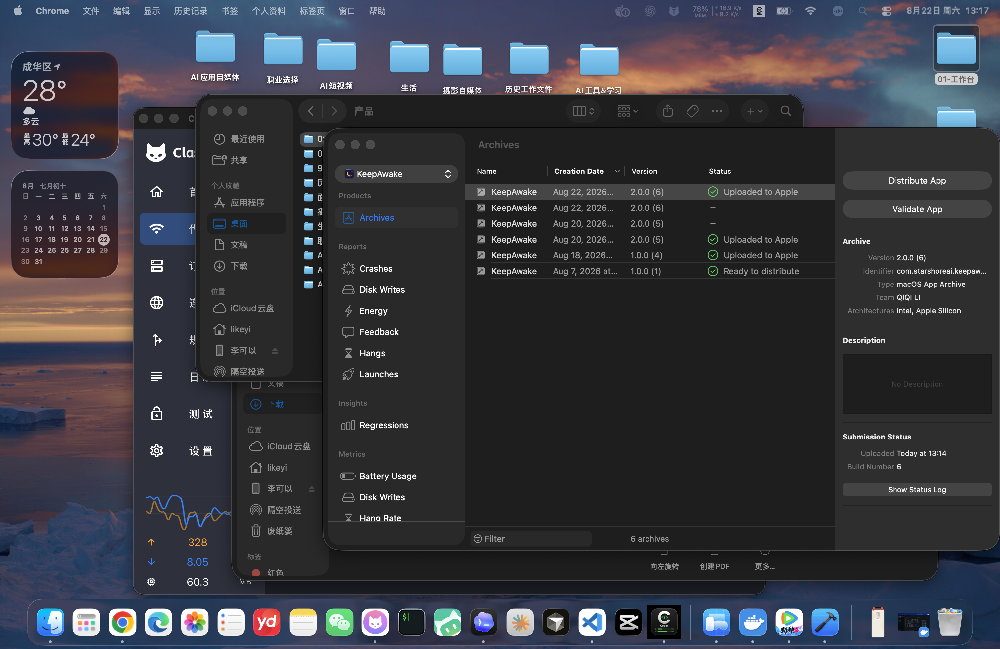 Chrome 文件 编辑 显示 历史记录 书签 个人资料 标签页 窗口 帮助
76% MEM ↑16.9 K/s ↓9.2 K/s
8月22日 周六 13:17
AI应用自媒体
职业选择
AI短视频
生活
摄影自媒体
历史工作文件
AI工具&学习
01-工作台
成华区
28°
多云
最高30° 最低24°
8月 七月初十
日 一 二 三 四 五 六
1
2 3 4 5 6 7 8
9 10 11 12 13 14 15
16 17 18 19 20 21 22
23 24 25 26 27 28 29
30 31
测 试
设 置
328
8.05
60.3 MB
产品
最近使用
共享
个人收藏
应用程序
桌面
文稿
下载
位置
iCloud云盘
likeyi
李可以
隔空投送
文稿
下载
位置
iCloud云盘
likeyi
李可以
隔空投送
废纸篓
标签
红色
向左旋转
创建PDF
更多...
KeepAwake
Products
Archives
Reports
Crashes
Disk Writes
Energy
Feedback
Hangs
Launches
Insights
Regressions
Metrics
Battery Usage
Disk Writes
Hang Rate
Archives
Name Creation Date Version Status
KeepAwake Aug 22, 2026... 2.0.0 (6) Uploaded to Apple
KeepAwake Aug 22, 2026... 2.0.0 (6) –
KeepAwake Aug 20, 2026... 2.0.0 (5) –
KeepAwake Aug 20, 2026... 2.0.0 (5) Uploaded to Apple
KeepAwake Aug 18, 2026... 1.0.0 (4) Uploaded to Apple
KeepAwake Aug 7, 2026 at... 1.0.0 (1) Ready to distribute
Filter
6 archives
Distribute App
Validate App
Archive
Version 2.0.0 (6)
Identifier com.starshoreai.keepaw...
Type macOS App Archive
Team QIQI LI
Architectures Intel, Apple Silicon
Description
No Description
Submission Status
Uploaded Today at 13:14
Build Number 6
Show Status Log
yd
$
Codex
斩神2